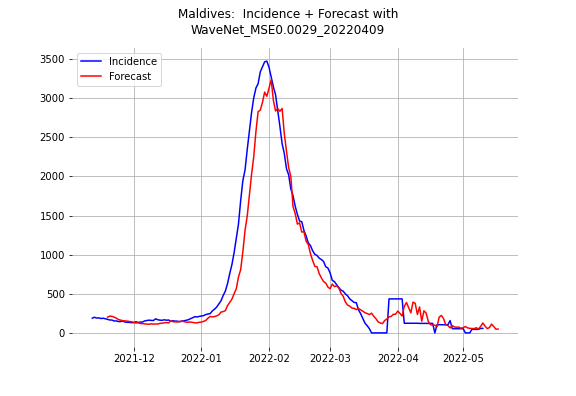 Maldives:  Incidence + Forecast with
WaveNet_MSE0.0029_20220409
Incidence
Forecast
3500
3000
2500
2000
1500
1000
500
0
2021-12 2022-01 2022-02 2022-03 2022-04 2022-05